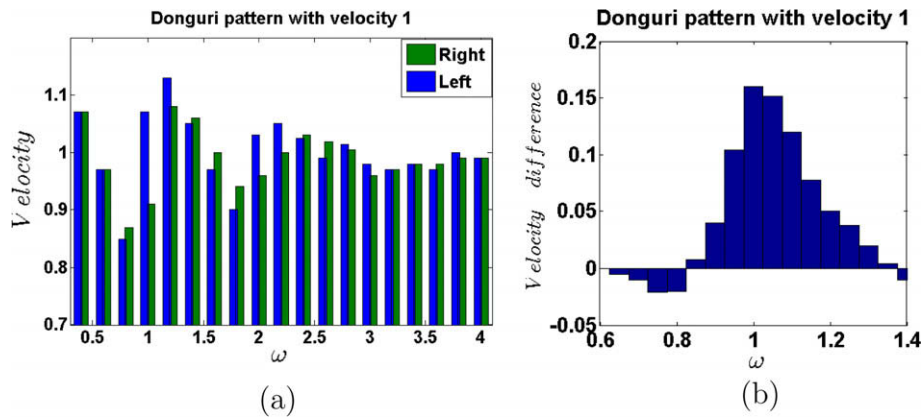 Donguri pattern with velocity 1
Velocity
1.1
1
0.9
0.8
0.7
0.5 1 1.5 2 2.5 3 3.5 4
ω
Right
Left
(a)
Donguri pattern with velocity 1
Velocity difference
0.2
0.15
0.1
0.05
0
-0.05
0.6 0.8 1 1.2 1.4
ω
(b)